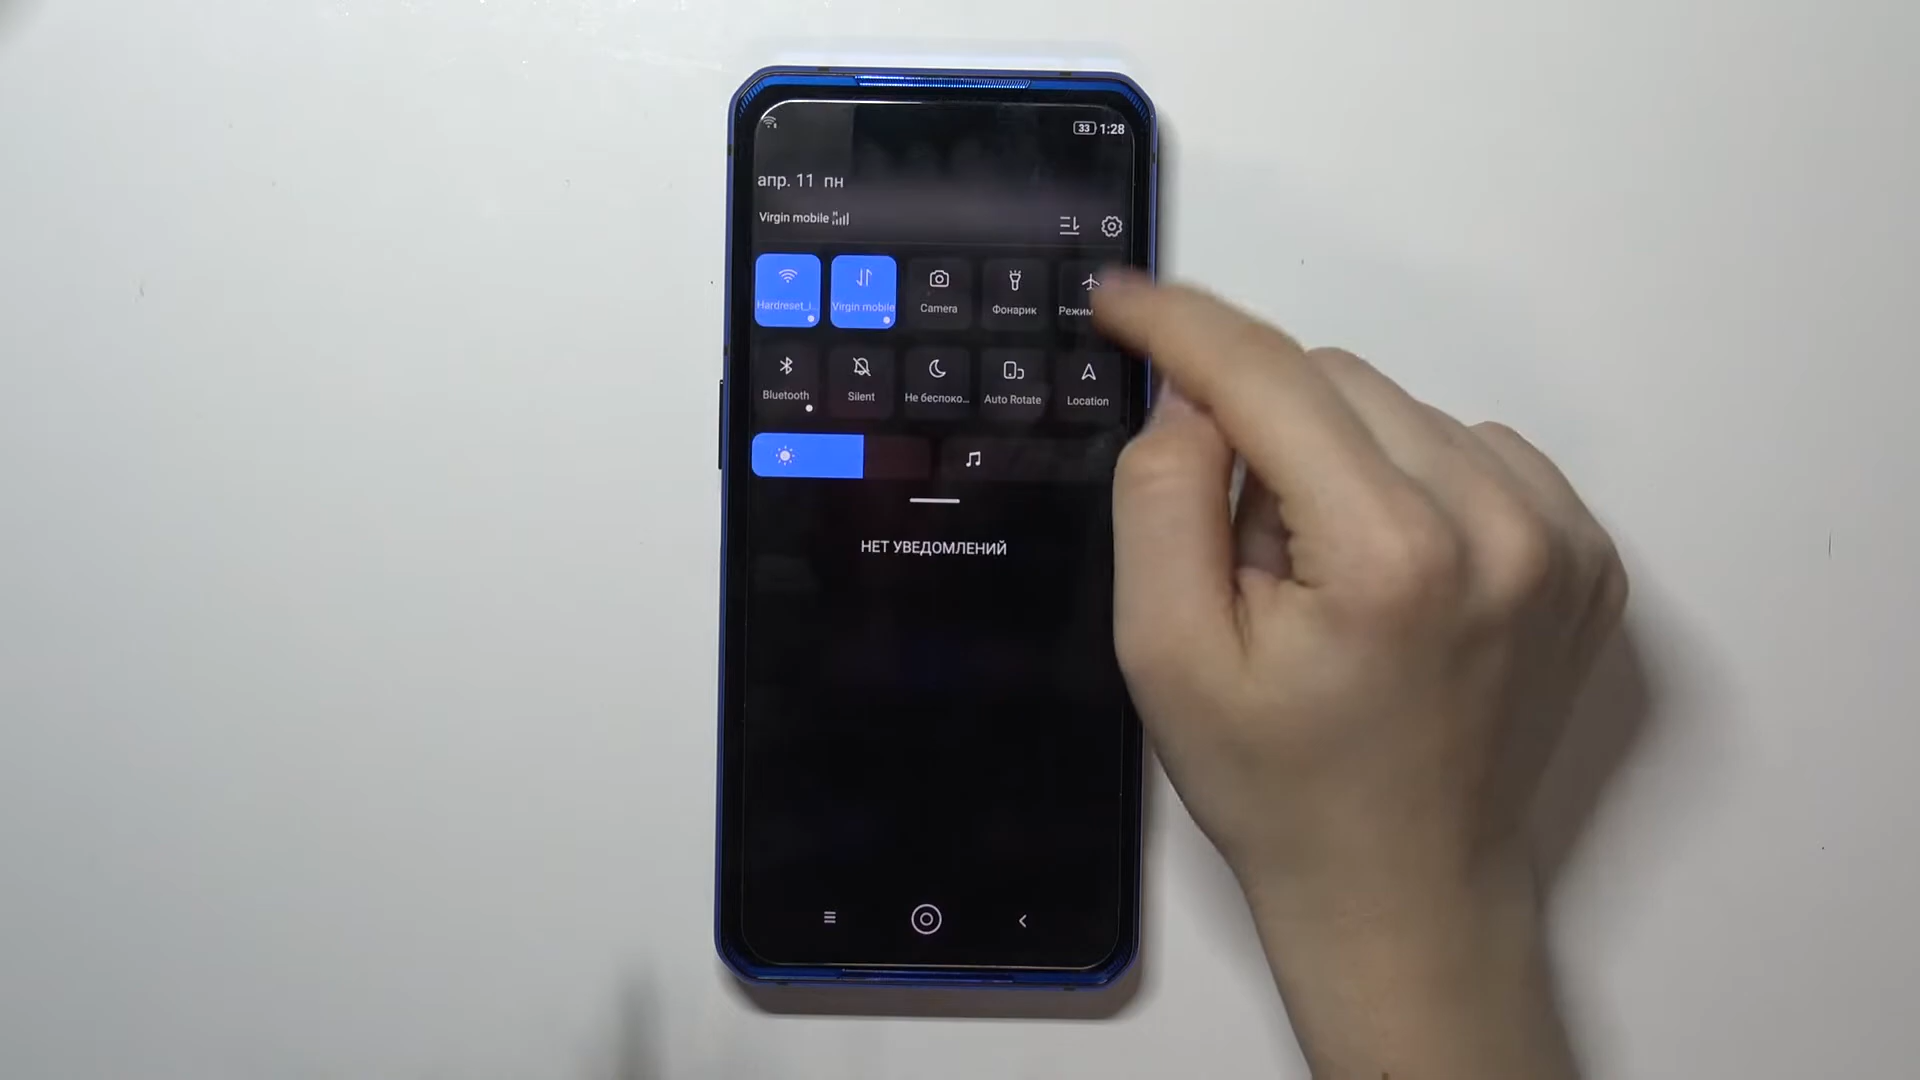 33 1:28
апр. 11 пн
Virgin mobile
Hardreset_i...
Virgin mobile
Camera
Фонарик
Режим
Bluetooth
Silent
Не беспоко...
Auto Rotate
Location
НЕТ УВЕДОМЛЕНИЙ